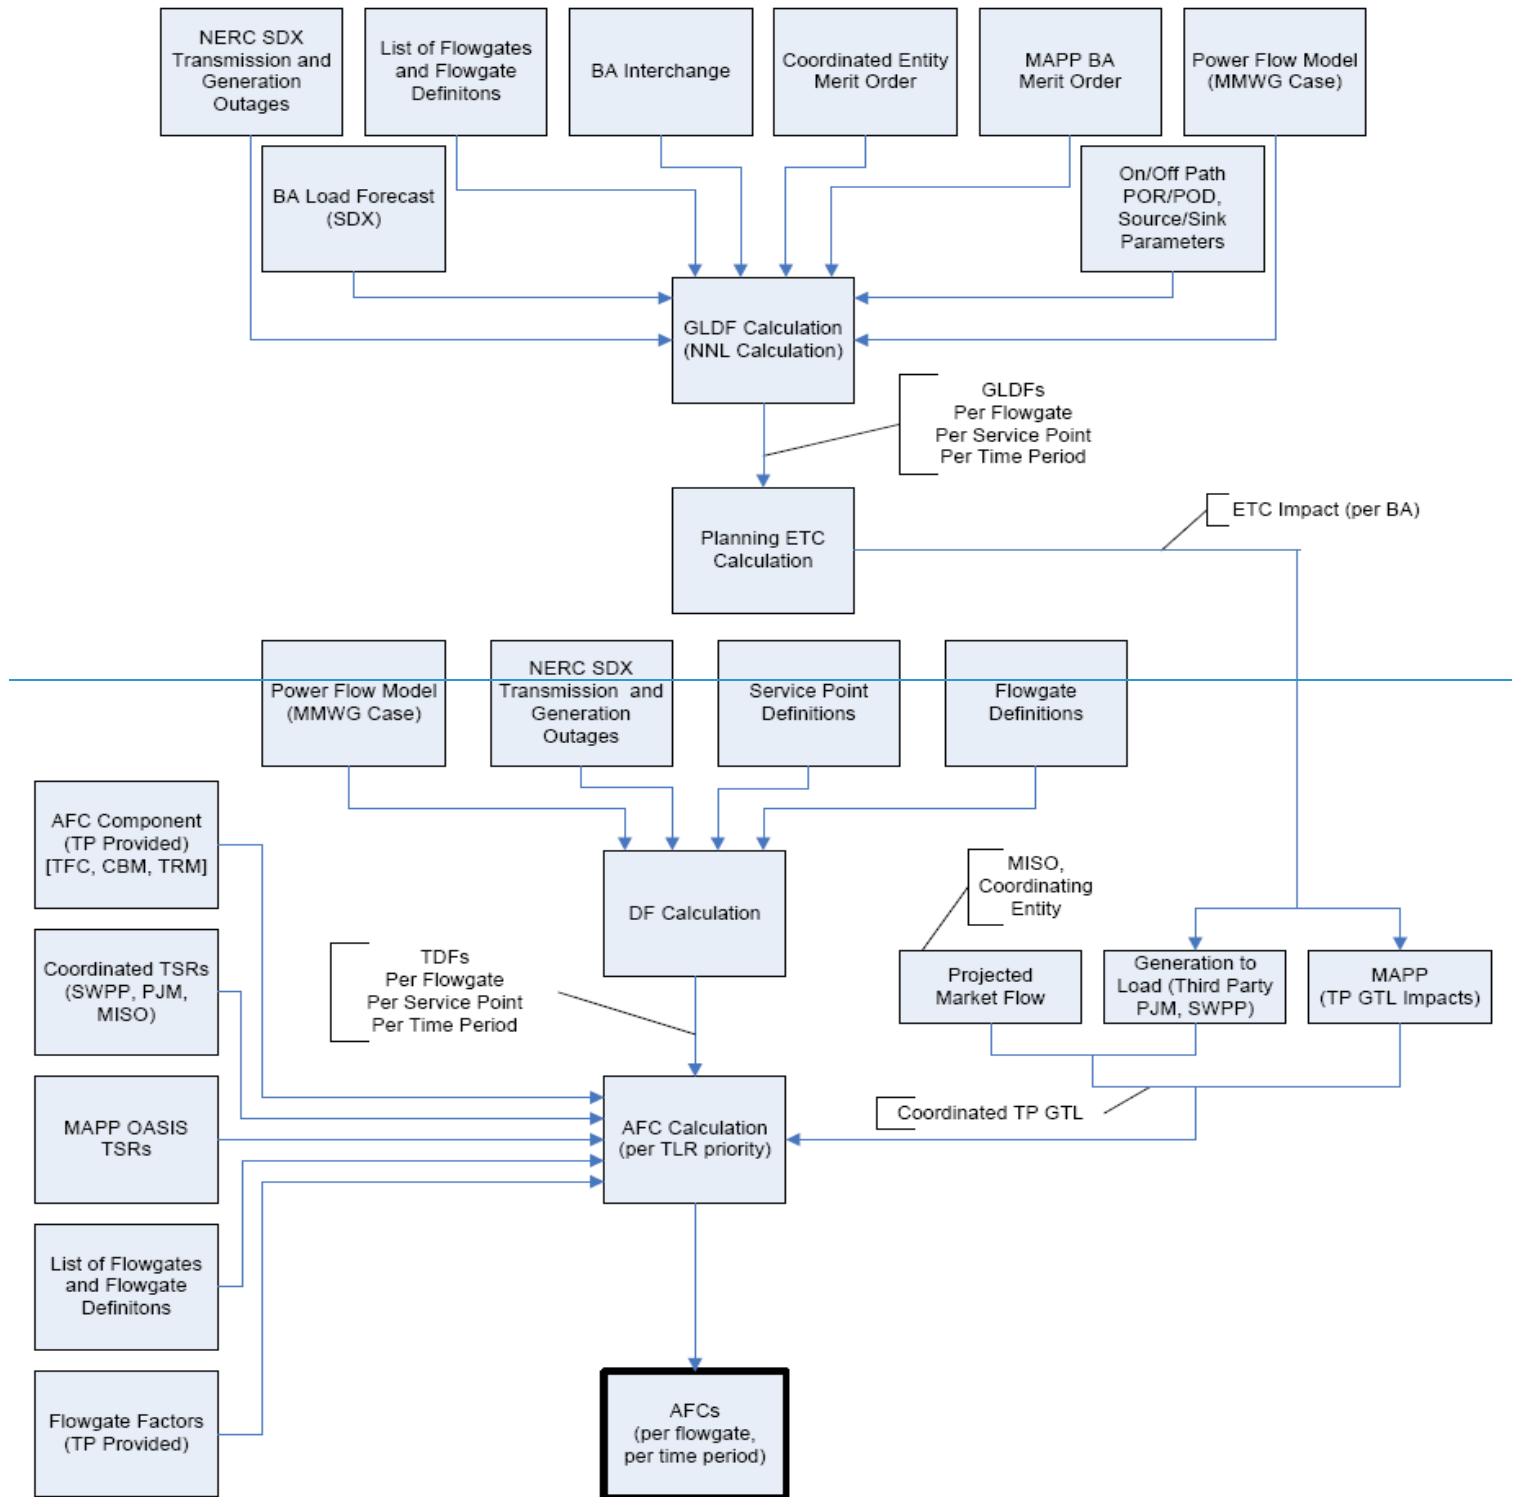 NERC SDX
Transmission and
Generation
Outages
List of Flowgates
and Flowgate
Definitons
BA Interchange
Coordinated Entity
Merit Order
MAPP BA
Merit Order
Power Flow Model
(MMWG Case)
BA Load Forecast
(SDX)
On/Off Path
POR/POD,
Source/Sink
Parameters
GLDF Calculation
(NNL Calculation)
GLDFs
Per Flowgate
Per Service Point
Per Time Period
Planning ETC
Calculation
ETC Impact (per BA)
Power Flow Model
(MMWG Case)
NERC SDX
Transmission and
Generation
Outages
Service Point
Definitions
Flowgate
Definitions
AFC Component
(TP Provided)
[TFC, CBM, TRM]
DF Calculation
MISO,
Coordinating
Entity
Coordinated TSRs
(SWPP, PJM,
MISO)
TDFs
Per Flowgate
Per Service Point
Per Time Period
Projected
Market Flow
Generation to
Load (Third Party
PJM, SWPP)
MAPP
(TP GTL Impacts)
MAPP OASIS
TSRs
AFC Calculation
(per TLR priority)
Coordinated TP GTL
List of Flowgates
and Flowgate
Definitons
Flowgate Factors
(TP Provided)
AFCs
(per flowgate,
per time period)